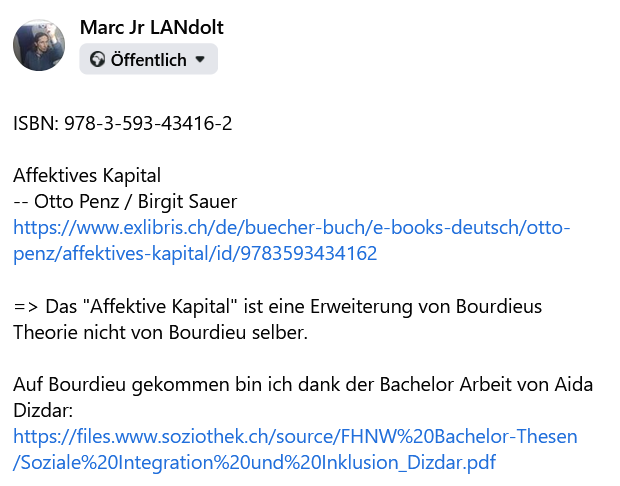 Marc Jr LANdolt
Öffentlich
ISBN: 978-3-593-43416-2
Affektives Kapital
-- Otto Penz / Birgit Sauer
https://www.exlibris.ch/de/buecher-buch/e-books-deutsch/otto-
penz/affektives-kapital/id/9783593434162
=> Das "Affektive Kapital" ist eine Erweiterung von Bourdieus
Theorie nicht von Bourdieu selber.
Auf Bourdieu gekommen bin ich dank der Bachelor Arbeit von Aida
Dizdar:
https://files.www.soziothek.ch/source/FHNW%20Bachelor-Thesen
/Soziale%20Integration%20und%20Inklusion_Dizdar.pdf